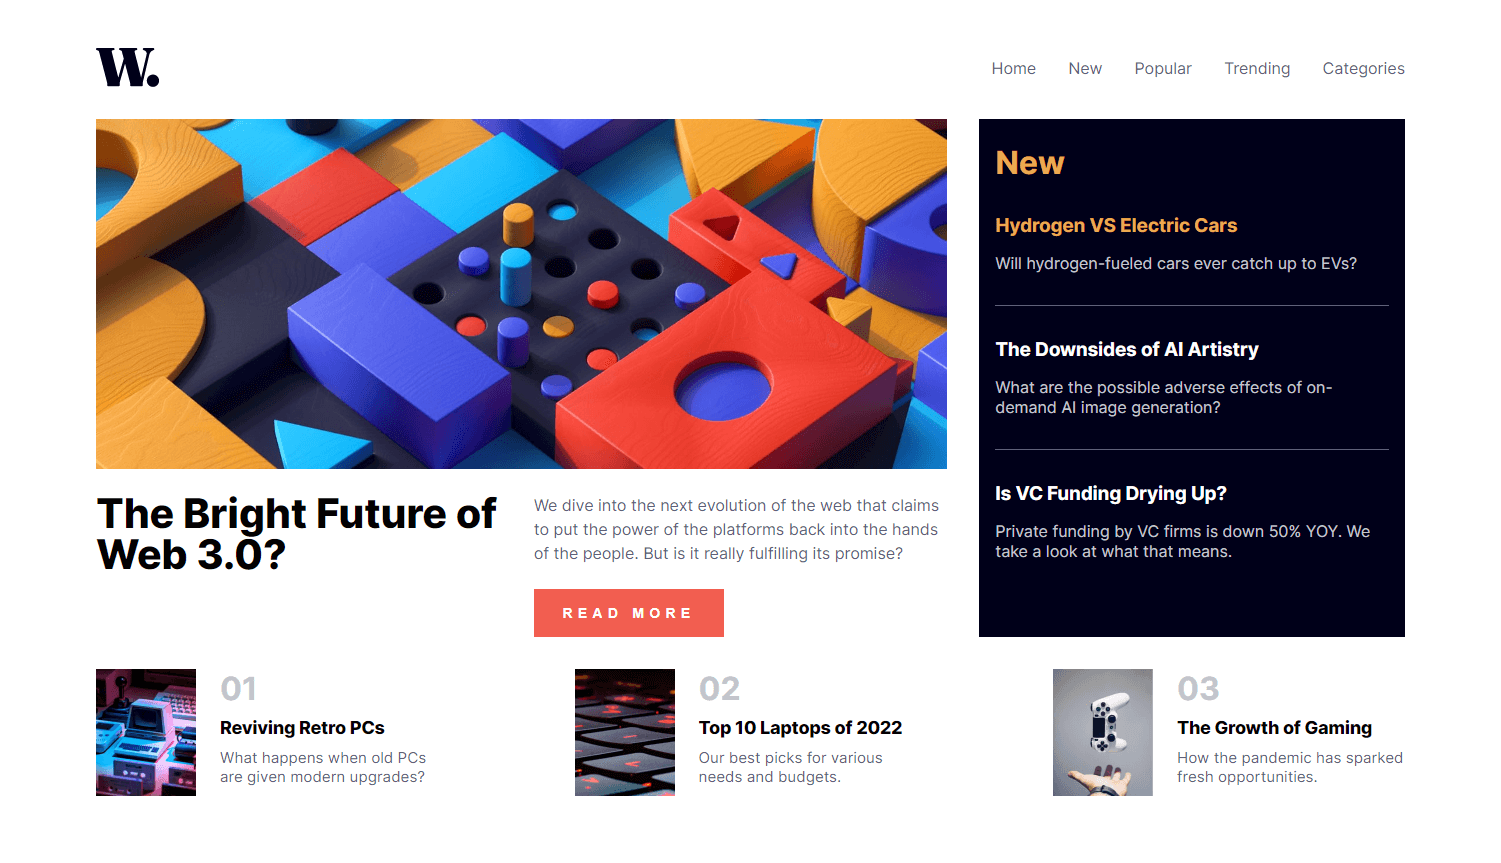 W.
Home New Popular Trending Categories
New
Hydrogen VS Electric Cars
Will hydrogen-fueled cars ever catch up to EVs?
The Downsides of AI Artistry
What are the possible adverse effects of on-
demand AI image generation?
Is VC Funding Drying Up?
Private funding by VC firms is down 50% YOY. We
take a look at what that means.
The Bright Future of
Web 3.0?
We dive into the next evolution of the web that claims
to put the power of the platforms back into the hands
of the people. But is it really fulfilling its promise?
READ MORE
01
Reviving Retro PCs
What happens when old PCs
are given modern upgrades?
02
Top 10 Laptops of 2022
Our best picks for various
needs and budgets.
03
The Growth of Gaming
How the pandemic has sparked
fresh opportunities.